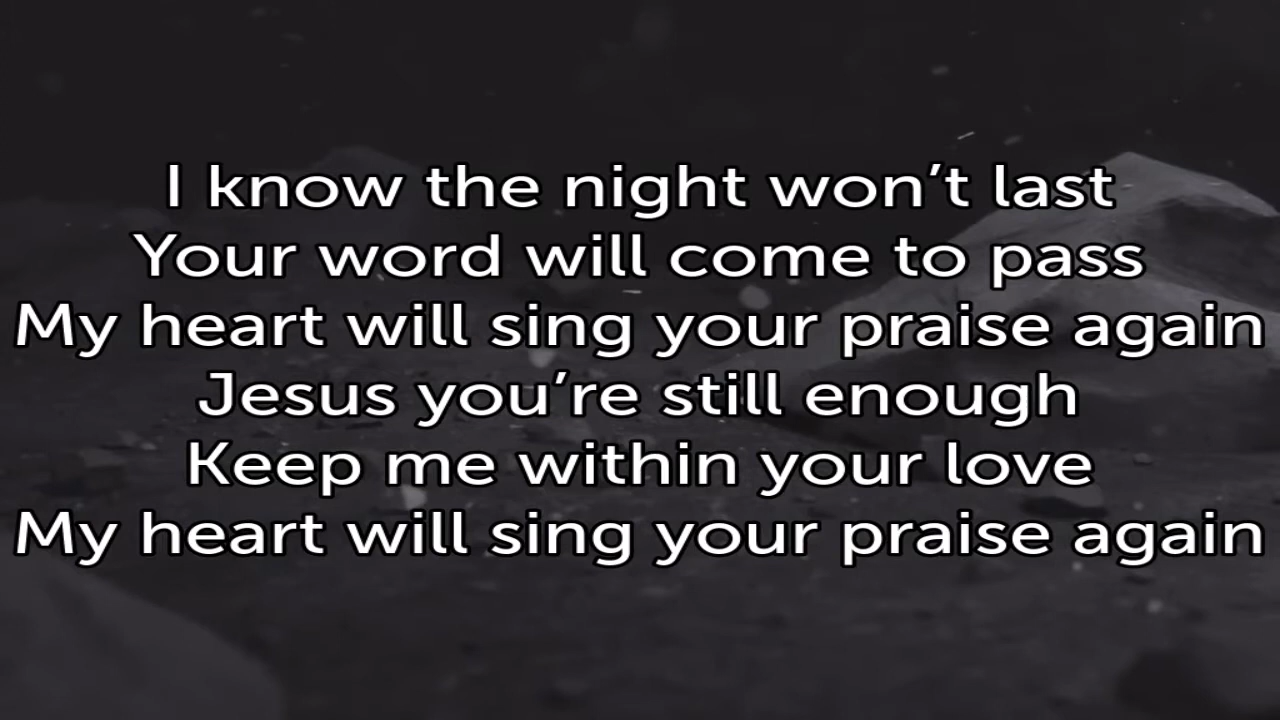 I know the night won’t last
Your word will come to pass
My heart will sing your praise again
Jesus you’re still enough
Keep me within your love
My heart will sing your praise again